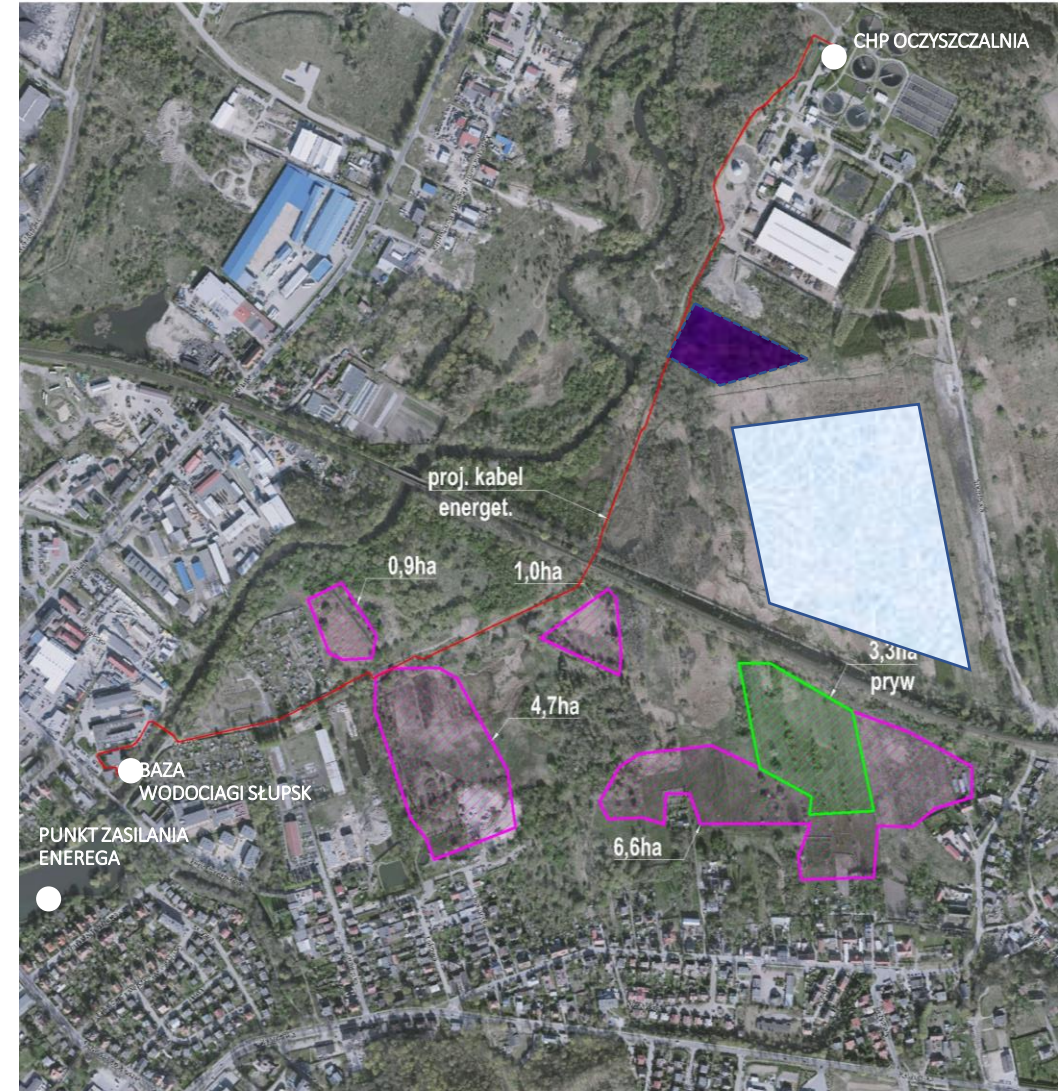 CHP OCZYSZCZALNIA
proj. kabel
energet.
0,9ha
1,0ha
3,3ha
pryw
4,7ha
BAZA
WODOCIAGI SŁUPSK
PUNKT ZASILANIA
ENEREGA
6,6ha